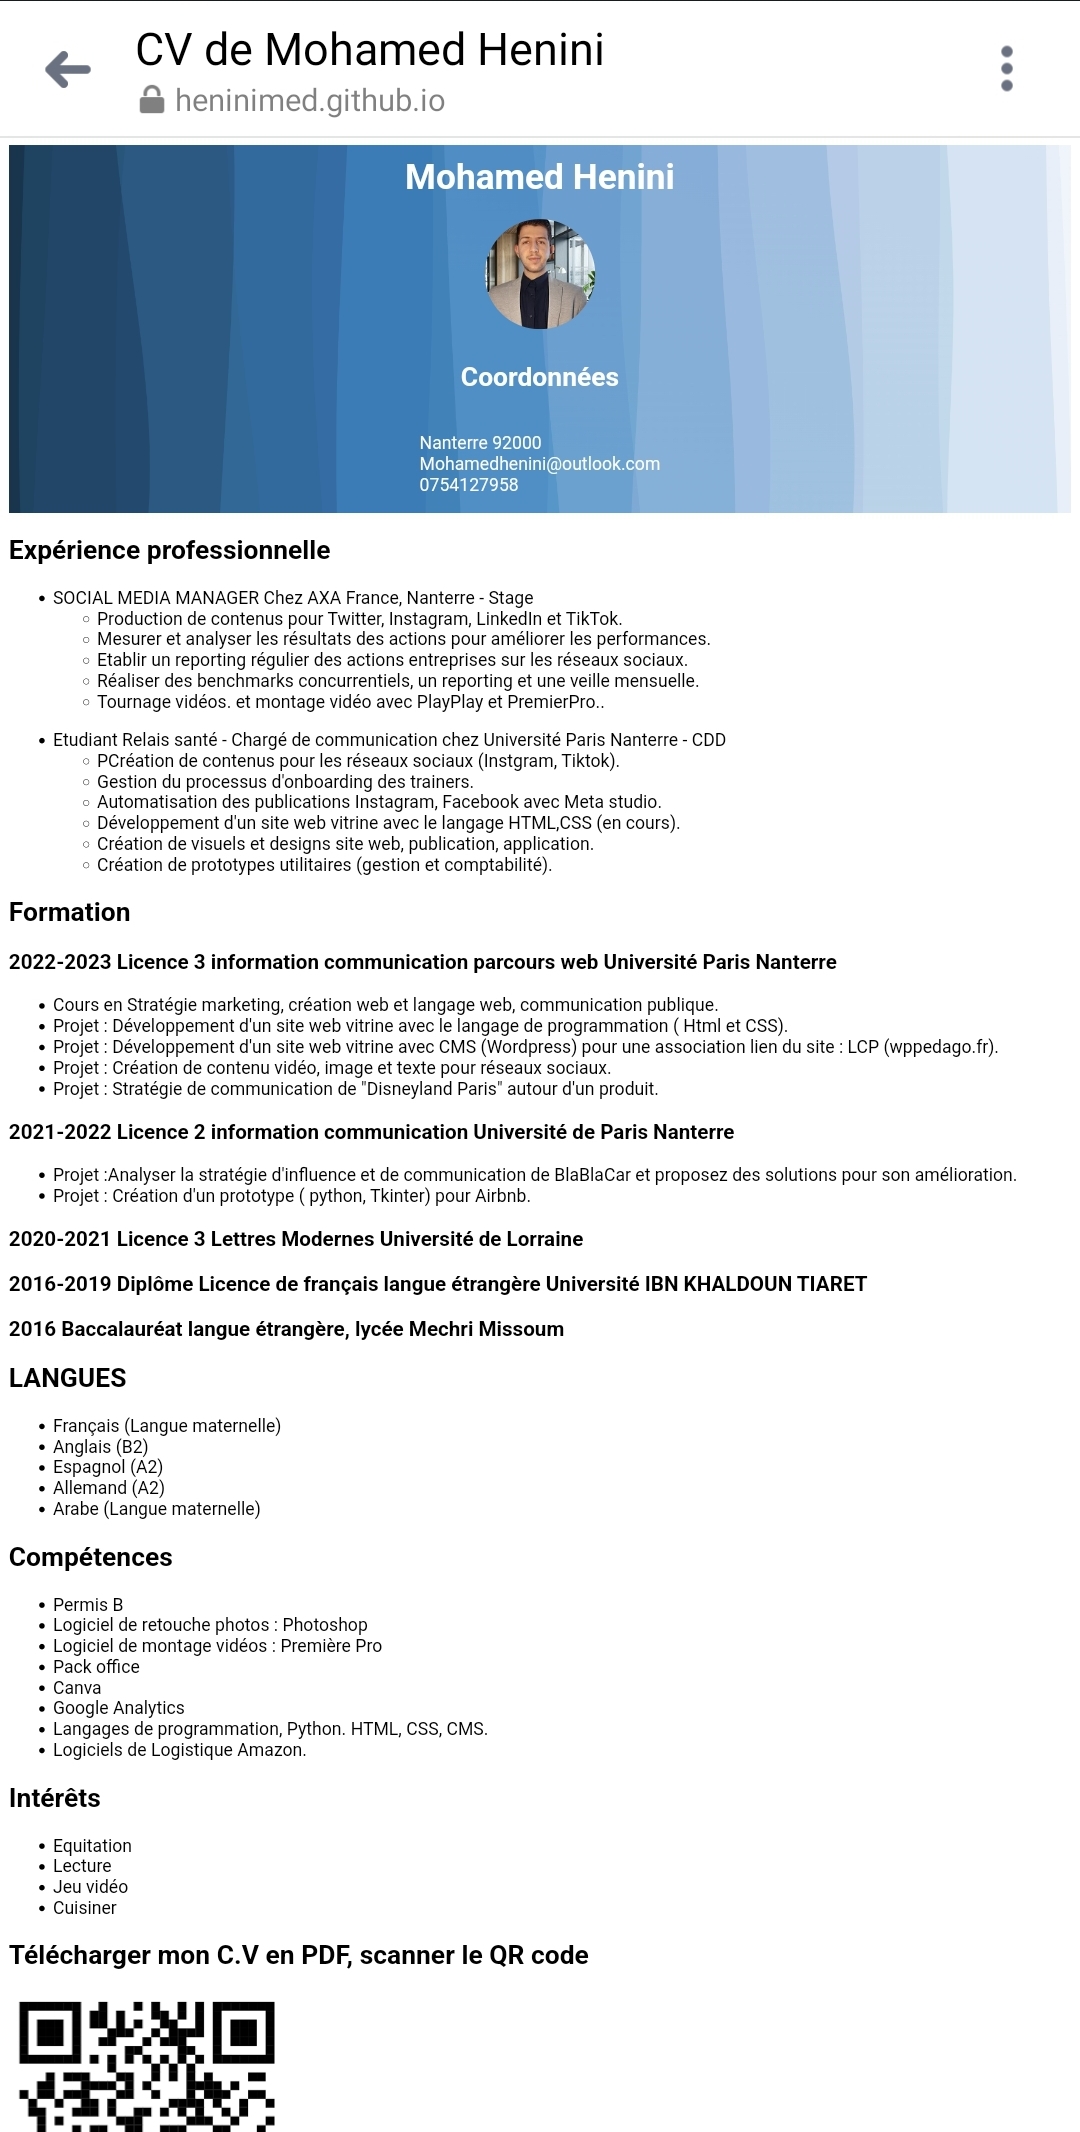 CV de Mohamed Henini
heninimed.github.io
Mohamed Henini
Coordonnées
Nanterre 92000
Mohamedhenini@outlook.com
0754127958
Expérience professionnelle
SOCIAL MEDIA MANAGER Chez AXA France, Nanterre - Stage
Production de contenus pour Twitter, Instagram, LinkedIn et TikTok.
Mesurer et analyser les résultats des actions pour améliorer les performances.
Etablir un reporting régulier des actions entreprises sur les réseaux sociaux.
Réaliser des benchmarks concurrentiels, un reporting et une veille mensuelle.
Tournage vidéos. et montage vidéo avec PlayPlay et PremierPro..
Etudiant Relais santé - Chargé de communication chez Université Paris Nanterre - CDD
PCréation de contenus pour les réseaux sociaux (Instgram, Tiktok).
Gestion du processus d'onboarding des trainers.
Automatisation des publications Instagram, Facebook avec Meta studio.
Développement d'un site web vitrine avec le langage HTML,CSS (en cours).
Création de visuels et designs site web, publication, application.
Création de prototypes utilitaires (gestion et comptabilité).
Formation
2022-2023 Licence 3 information communication parcours web Université Paris Nanterre
Cours en Stratégie marketing, création web et langage web, communication publique.
Projet : Développement d'un site web vitrine avec le langage de programmation ( Html et CSS).
Projet : Développement d'un site web vitrine avec CMS (Wordpress) pour une association lien du site : LCP (wppedago.fr).
Projet : Création de contenu vidéo, image et texte pour réseaux sociaux.
Projet : Stratégie de communication de "Disneyland Paris" autour d'un produit.
2021-2022 Licence 2 information communication Université de Paris Nanterre
Projet :Analyser la stratégie d'influence et de communication de BlaBlaCar et proposez des solutions pour son amélioration.
Projet : Création d'un prototype ( python, Tkinter) pour Airbnb.
2020-2021 Licence 3 Lettres Modernes Université de Lorraine
2016-2019 Diplôme Licence de français langue étrangère Université IBN KHALDOUN TIARET
2016 Baccalauréat langue étrangère, lycée Mechri Missoum
LANGUES
Français (Langue maternelle)
Anglais (B2)
Espagnol (A2)
Allemand (A2)
Arabe (Langue maternelle)
Compétences
Permis B
Logiciel de retouche photos : Photoshop
Logiciel de montage vidéos : Première Pro
Pack office
Canva
Google Analytics
Langages de programmation, Python. HTML, CSS, CMS.
Logiciels de Logistique Amazon.
Intérêts
Equitation
Lecture
Jeu vidéo
Cuisiner
Télécharger mon C.V en PDF, scanner le QR code